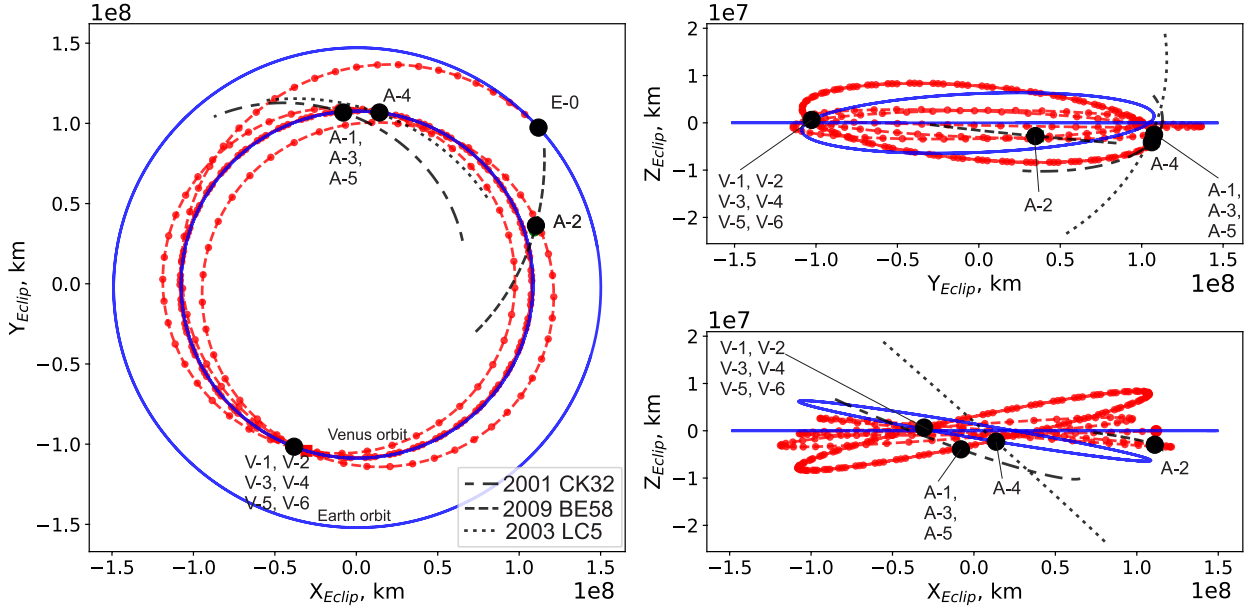 1e8
1.5
1.0
0.5
0.0
−0.5
−1.0
−1.5
Y_Eclip, km
E-0
A-4
A-1,
A-3,
A-5
A-2
Venus orbit
V-1, V-2
V-3, V-4
V-5, V-6
Earth orbit
2001 CK32
2009 BE58
2003 LC5
−1.5 −1.0 −0.5 0.0 0.5 1.0 1.5
X_Eclip, km
1e8
1e7
2
1
0
−1
−2
Z_Eclip, km
V-1, V-2
V-3, V-4
V-5, V-6
A-2
A-4
A-1,
A-3,
A-5
−1.5 −1.0 −0.5 0.0 0.5 1.0 1.5
Y_Eclip, km
1e8
1e7
2
1
0
−1
−2
Z_Eclip, km
V-1, V-2
V-3, V-4
V-5, V-6
A-2
A-1,
A-3,
A-5
A-4
−1.5 −1.0 −0.5 0.0 0.5 1.0 1.5
X_Eclip, km
1e8